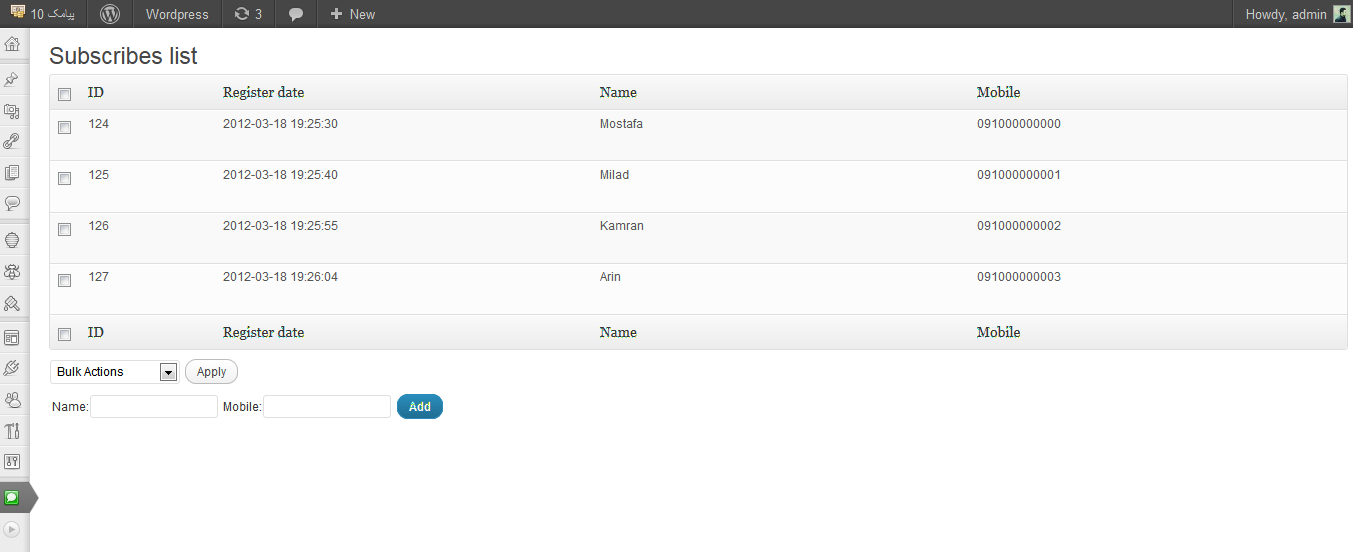 10 پیامک Wordpress 3 New Howdy, admin
Subscribes list
ID Register date Name Mobile
124 2012-03-18 19:25:30 Mostafa 091000000000
125 2012-03-18 19:25:40 Milad 091000000001
126 2012-03-18 19:25:55 Kamran 091000000002
127 2012-03-18 19:26:04 Arin 091000000003
ID Register date Name Mobile
Bulk Actions Apply
Name: Mobile: Add